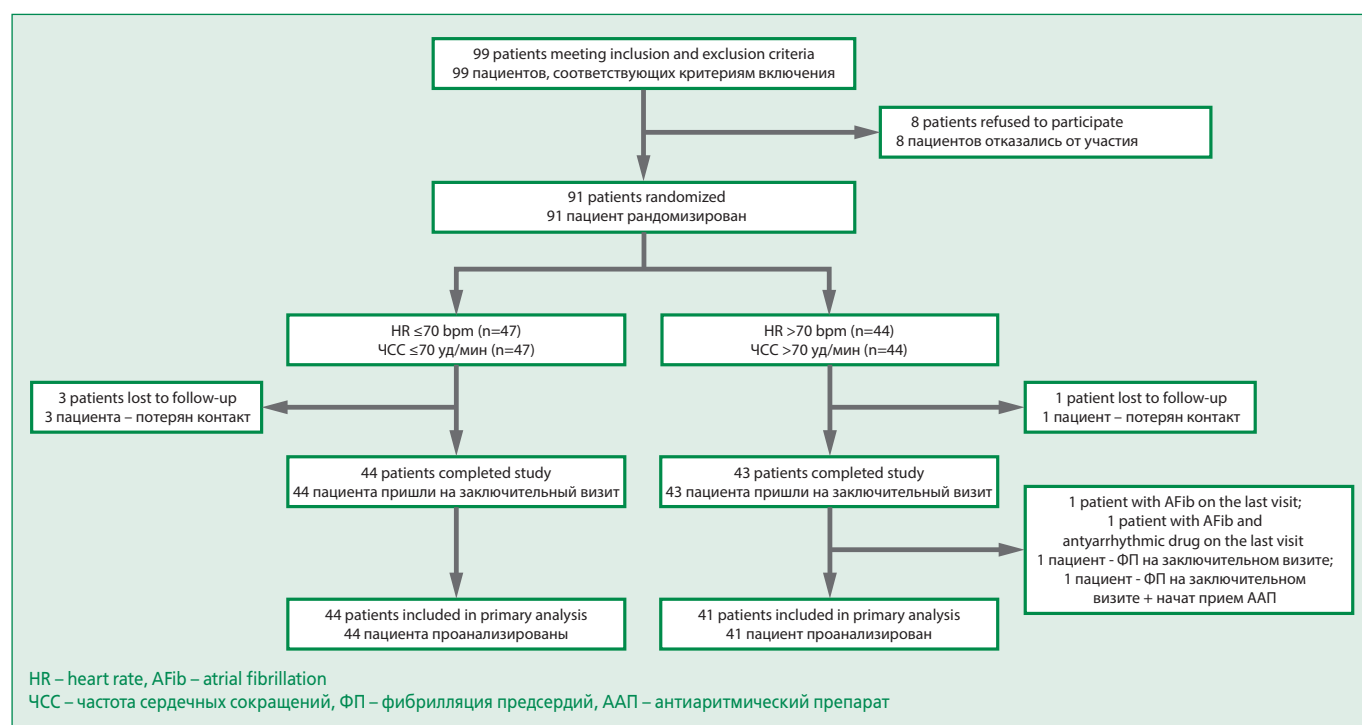 99 patients meeting inclusion and exclusion criteria
99 пациентов, соответствующих критериям включения
8 patients refused to participate
8 пациентов отказались от участия
91 patients randomized
91 пациент рандомизирован
HR ≤70 bpm (n=47)
ЧСС ≤70 уд/мин (n=47)
HR >70 bpm (n=44)
ЧСС >70 уд/мин (n=44)
3 patients lost to follow-up
3 пациента – потерян контакт
1 patient lost to follow-up
1 пациент – потерян контакт
44 patients completed study
44 пациента пришли на заключительный визит
43 patients completed study
43 пациента пришли на заключительный визит
1 patient with AFib on the last visit;
1 patient with AFib and
antyarrhythmic drug on the last visit
1 пациент - ФП на заключительном визите;
1 пациент - ФП на заключительном
визите + начат прием ААП
44 patients included in primary analysis
44 пациента проанализированы
41 patients included in primary analysis
41 пациент проанализирован
HR – heart rate, AFib – atrial fibrillation
ЧСС – частота сердечных сокращений, ФП – фибрилляция предсердий, ААП – антиаритмический препарат